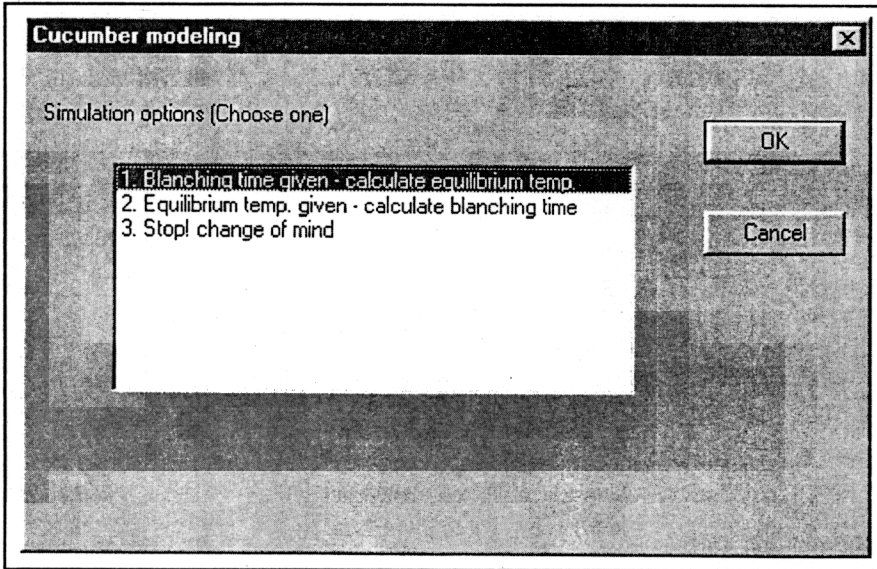 Cucumber modeling
Simulation options (Choose one)
OK
1. Blanching time given - calculate equilibrium temp.
2. Equilibrium temp. given - calculate blanching time
3. Stop! change of mind
Cancel